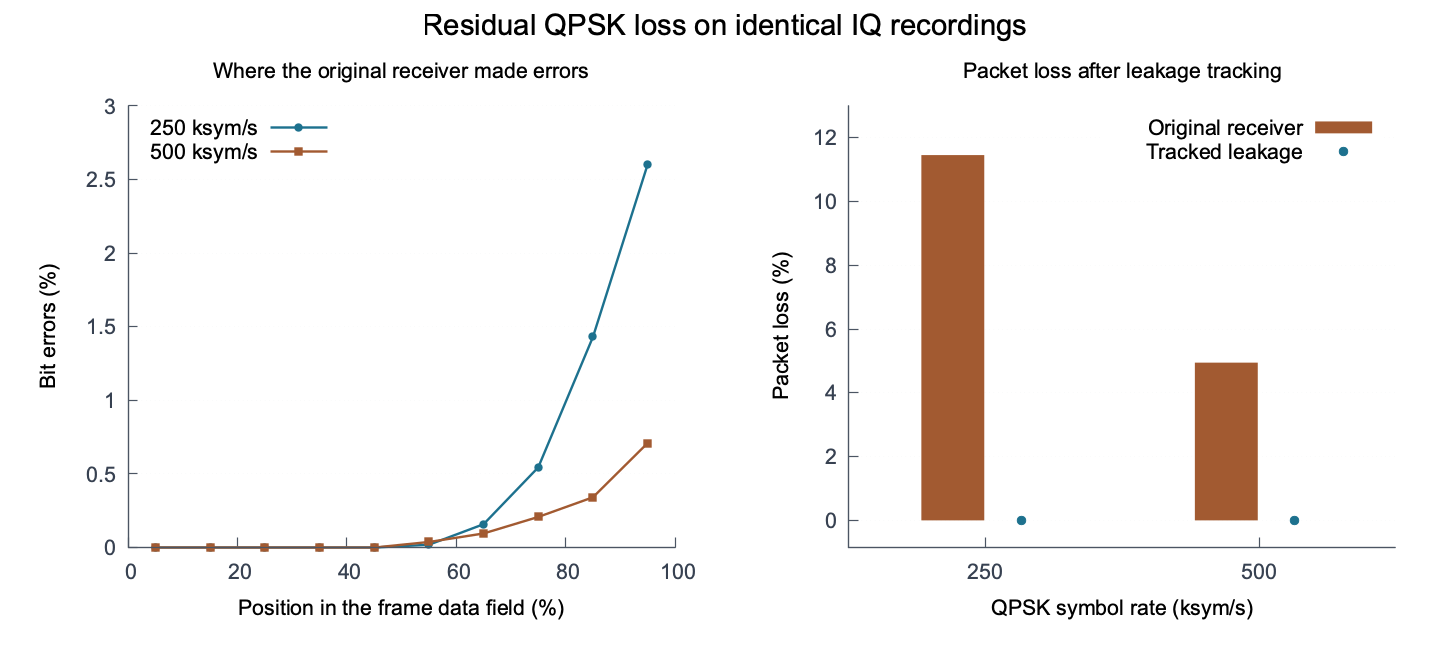 Residual QPSK loss on identical IQ recordings
Where the original receiver made errors
3
2.5
2
1.5
1
0.5
0
Bit errors (%)
250 ksym/s
500 ksym/s
0 20 40 60 80 100
Position in the frame data field (%)
Packet loss after leakage tracking
12
10
8
6
4
2
0
Packet loss (%)
Original receiver
Tracked leakage
250 500
QPSK symbol rate (ksym/s)